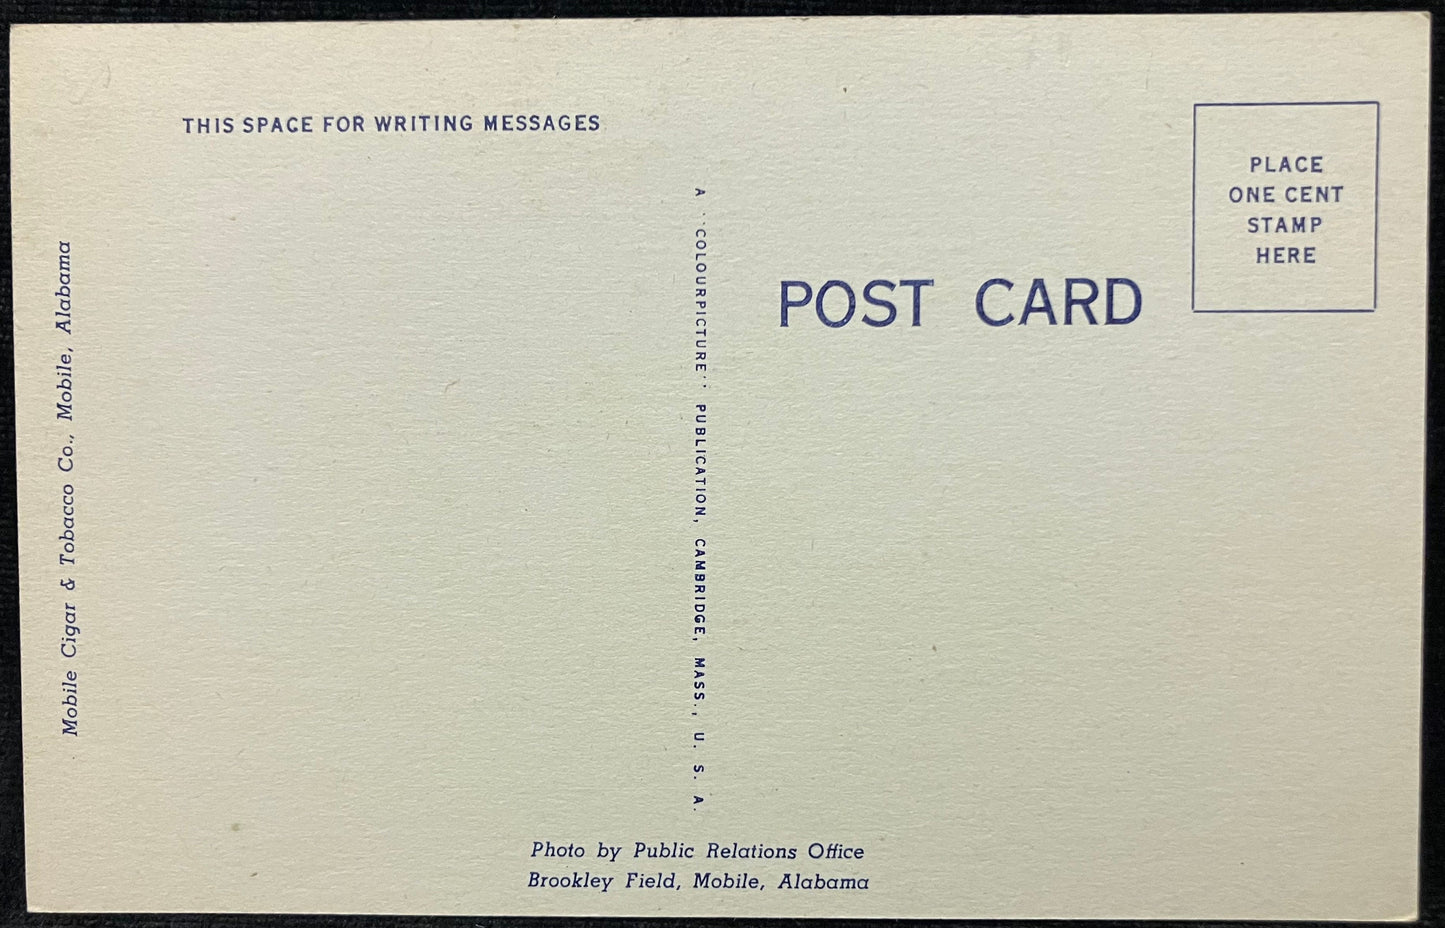 THIS SPACE FOR WRITING MESSAGES
Mobile Cigar & Tobacco Co., Mobile, Alabama
A "COLOURPICTURE" PUBLICATION, CAMBRIDGE, MASS., U. S. A.
POST CARD
PLACE
ONE CENT
STAMP
HERE
Photo by Public Relations Office
Brookley Field, Mobile, Alabama